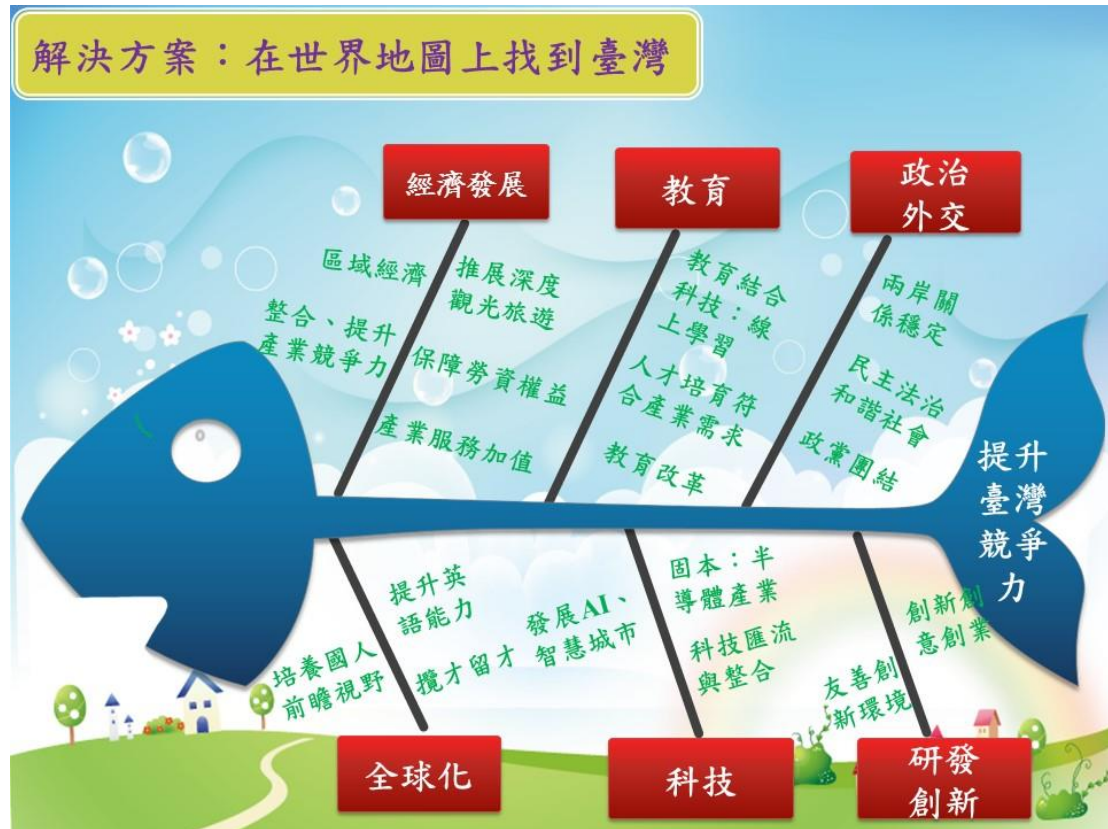 解決方案：在世界地圖上找到臺灣
經濟發展
區域經濟
整合、提升
產業競爭力
推展深度
觀光旅遊
保障勞資權益
產業服務加值
教育
教育結合
科技：線
上學習
人才培育符
合產業需求
教育改革
政治
外交
兩岸關
係穩定
民主法治
和諧社會
政黨團結
提升
臺灣
競爭
力
提升英
語能力
培養國人
前瞻視野
攬才留才
全球化
發展AI、
智慧城市
固本：半
導體產業
科技匯流
與整合
科技
創新創
意創業
友善創
新環境
研發
創新